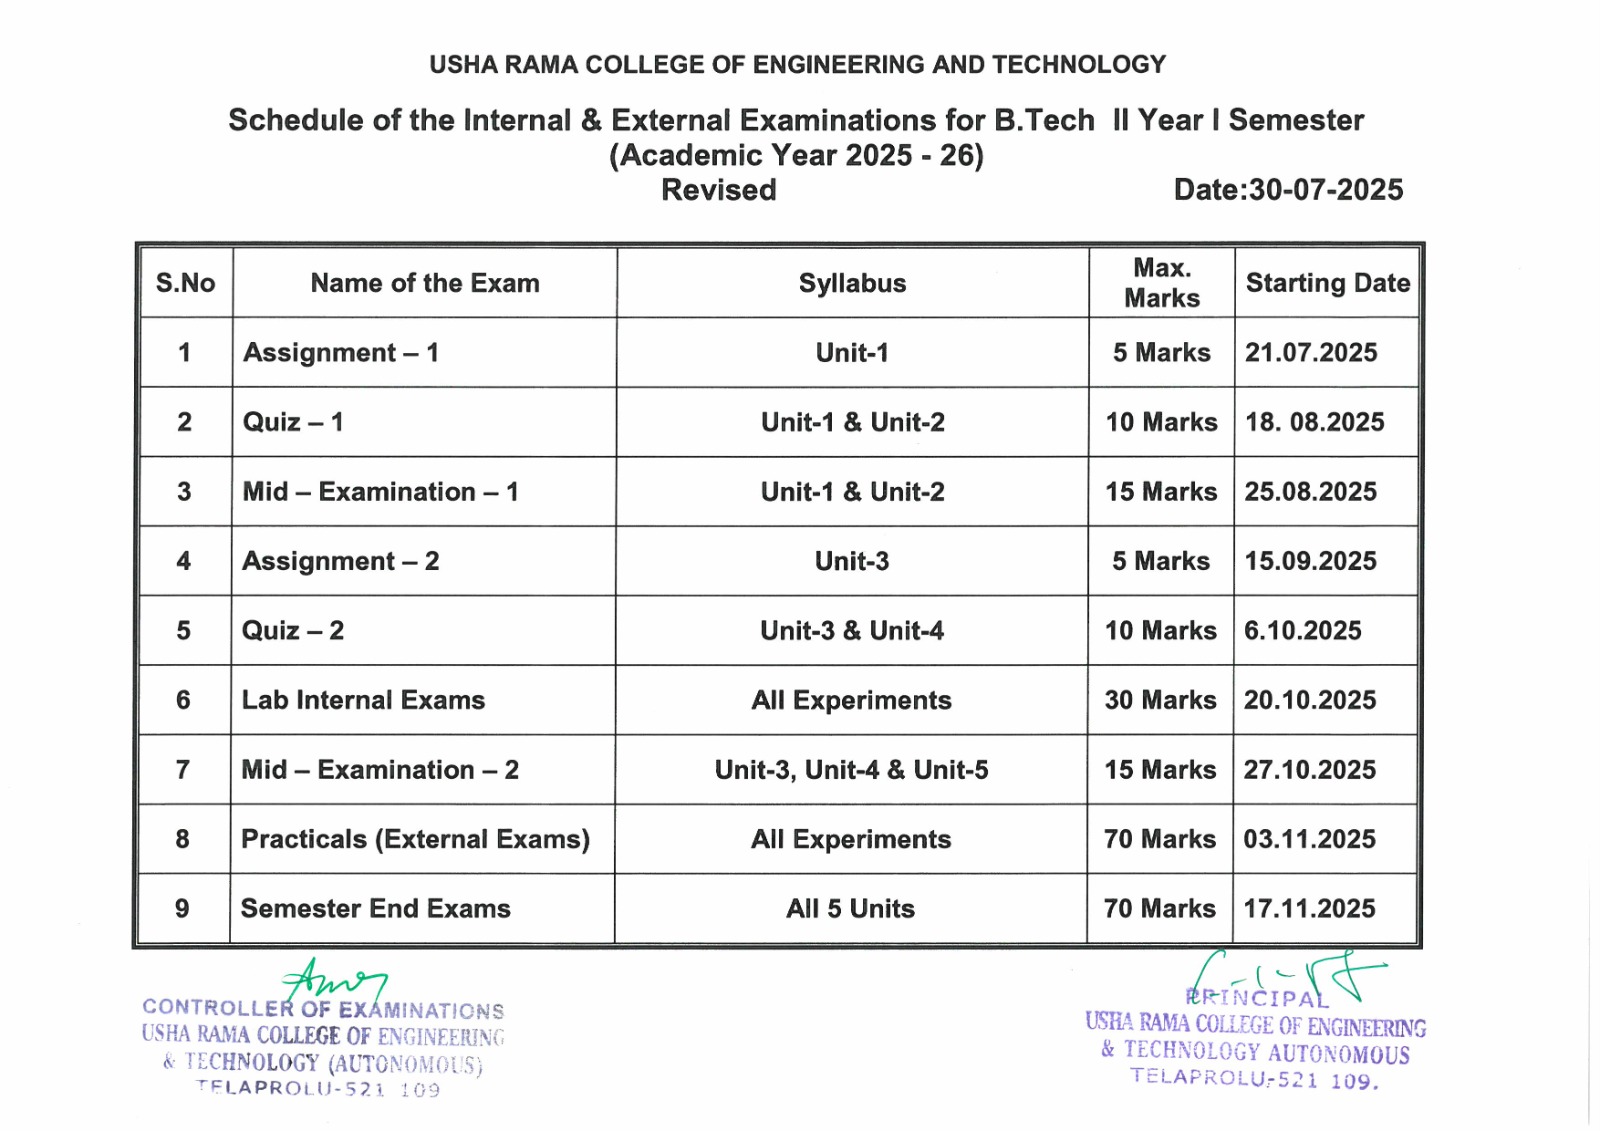 USHA RAMA COLLEGE OF ENGINEERING AND TECHNOLOGY
Schedule of the Internal & External Examinations for B.Tech II Year I Semester
(Academic Year 2025 - 26)
Revised Date:30-07-2025
S.No Name of the Exam Syllabus Max. Marks Starting Date
1 Assignment – 1 Unit-1 5 Marks 21.07.2025
2 Quiz – 1 Unit-1 & Unit-2 10 Marks 18. 08.2025
3 Mid – Examination – 1 Unit-1 & Unit-2 15 Marks 25.08.2025
4 Assignment – 2 Unit-3 5 Marks 15.09.2025
5 Quiz – 2 Unit-3 & Unit-4 10 Marks 6.10.2025
6 Lab Internal Exams All Experiments 30 Marks 20.10.2025
7 Mid – Examination – 2 Unit-3, Unit-4 & Unit-5 15 Marks 27.10.2025
8 Practicals (External Exams) All Experiments 70 Marks 03.11.2025
9 Semester End Exams All 5 Units 70 Marks 17.11.2025
CONTROLLER OF EXAMINATIONS
USHA RAMA COLLEGE OF ENGINEERING
& TECHNOLOGY (AUTONOMOUS)
TELAPROLU-521 109
PRINCIPAL
USHA RAMA COLLEGE OF ENGINEERING
& TECHNOLOGY AUTONOMOUS
TELAPROLU-521 109.